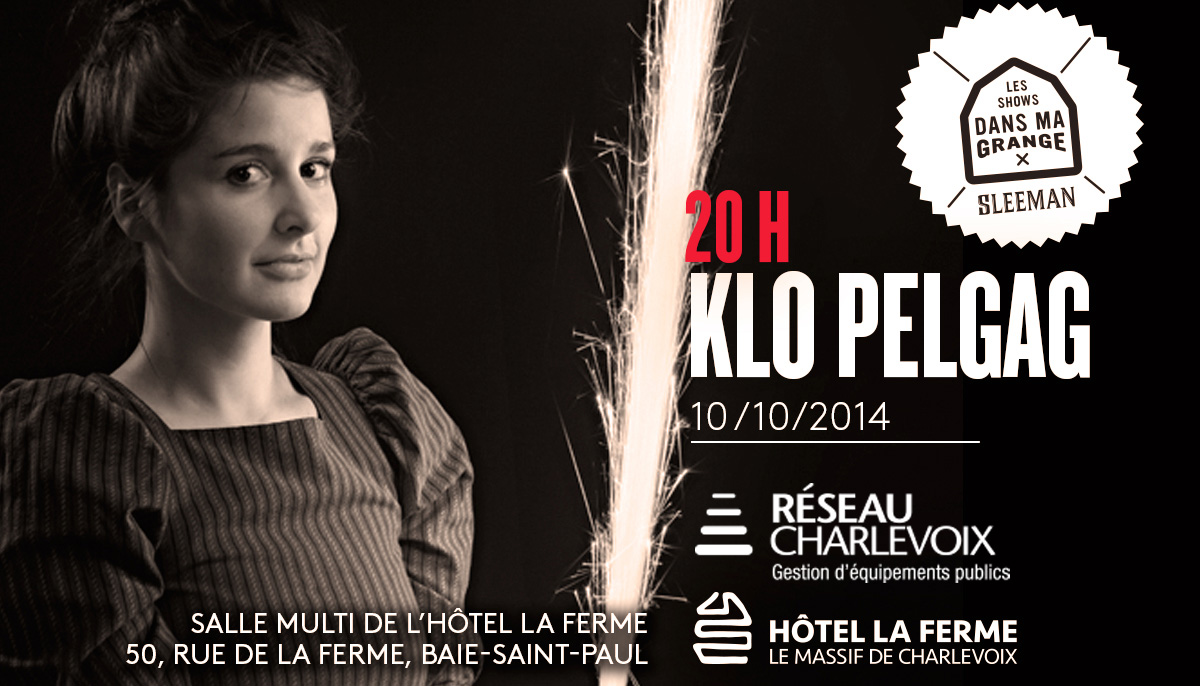 LES
SHOWS
DANS MA
GRANGE
×
SLEEMAN
20 H
KLO PELGAG
10/10/2014
RÉSEAU
CHARLEVOIX
Gestion d'équipements publics
SALLE MULTI DE L'HÔTEL LA FERME
50, RUE DE LA FERME, BAIE-SAINT-PAUL
HÔTEL LA FERME
LE MASSIF DE CHARLEVOIX